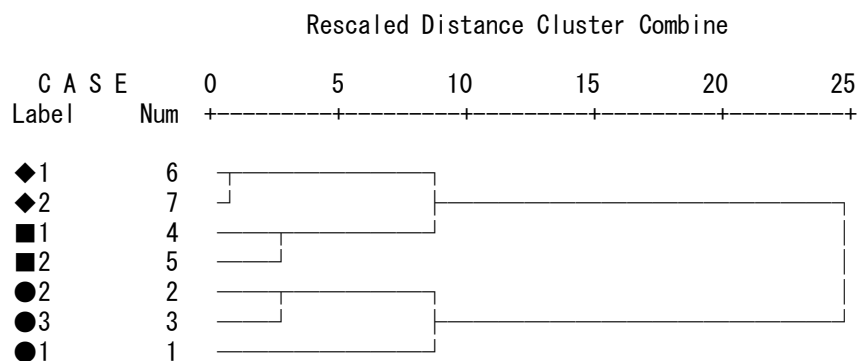 Rescaled Distance Cluster Combine
C A S E 0 5 10 15 20 25
Label Num +---------+---------+---------+---------+---------+
◆1 6
◆2 7
■1 4
■2 5
●2 2
●3 3
●1 1